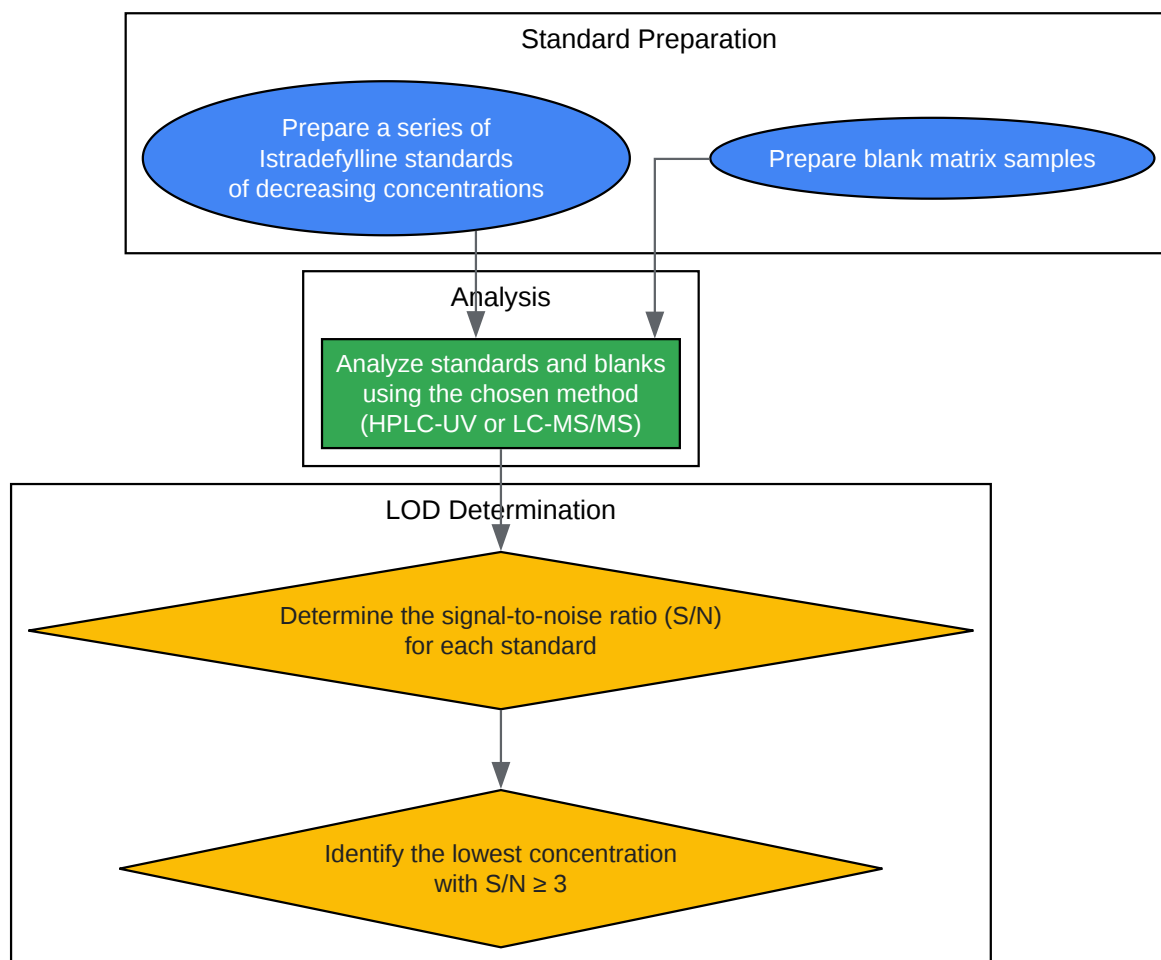 Standard Preparation
Prepare a series of
Istradefylline standards
of decreasing concentrations
Prepare blank matrix samples
Analysis
Analyze standards and blanks
using the chosen method
(HPLC-UV or LC-MS/MS)
LOD Determination
Determine the signal-to-noise ratio (S/N)
for each standard
Identify the lowest concentration
with S/N ≥ 3